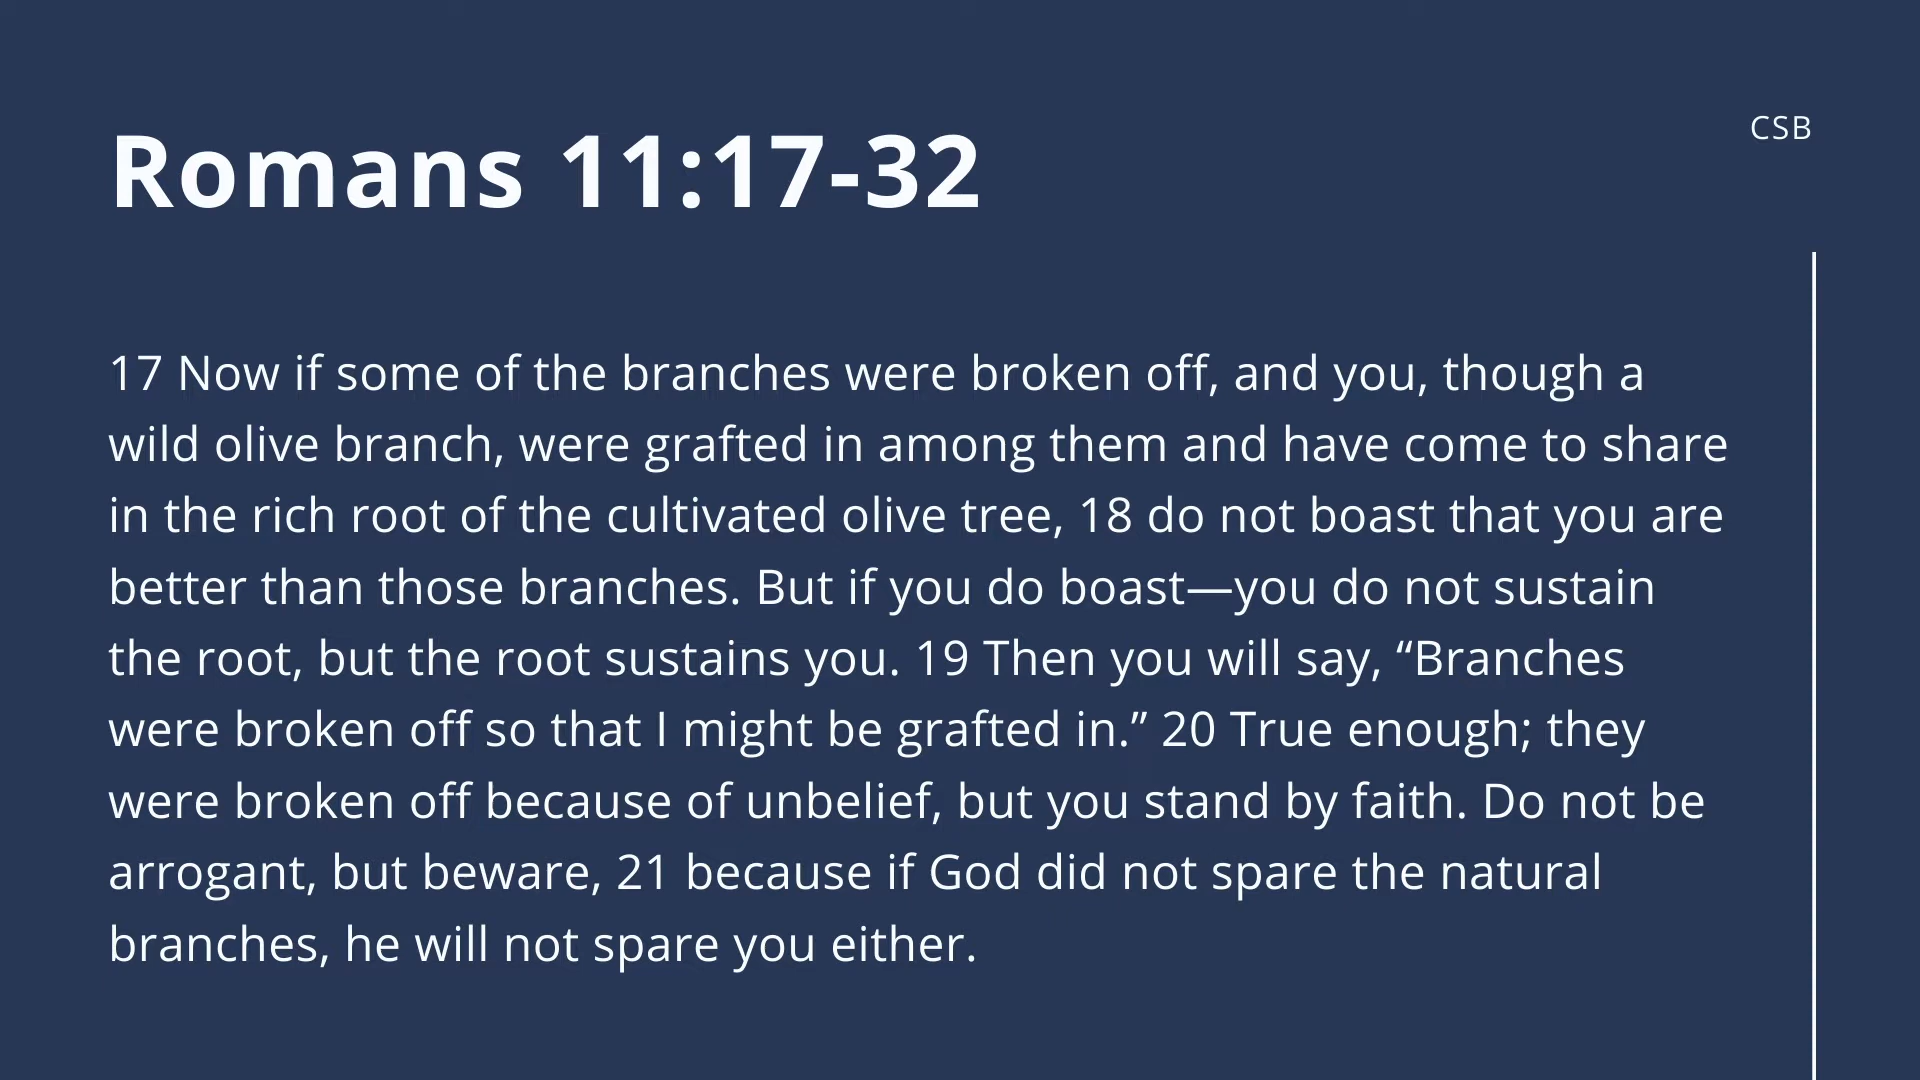 Romans 11:17-32
CSB
17 Now if some of the branches were broken off, and you, though a
wild olive branch, were grafted in among them and have come to share
in the rich root of the cultivated olive tree, 18 do not boast that you are
better than those branches. But if you do boast—you do not sustain
the root, but the root sustains you. 19 Then you will say, “Branches
were broken off so that I might be grafted in.” 20 True enough; they
were broken off because of unbelief, but you stand by faith. Do not be
arrogant, but beware, 21 because if God did not spare the natural
branches, he will not spare you either.